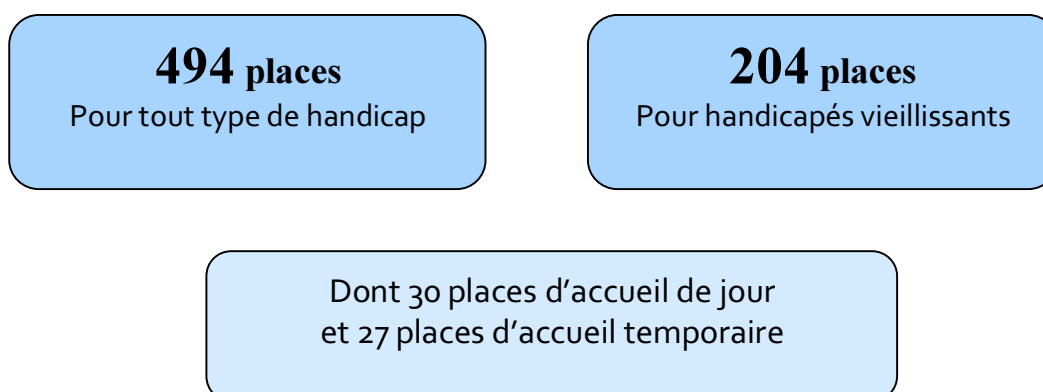 494 places
Pour tout type de handicap
204 places
Pour handicapés vieillissants
Dont 30 places d’accueil de jour
et 27 places d’accueil temporaire